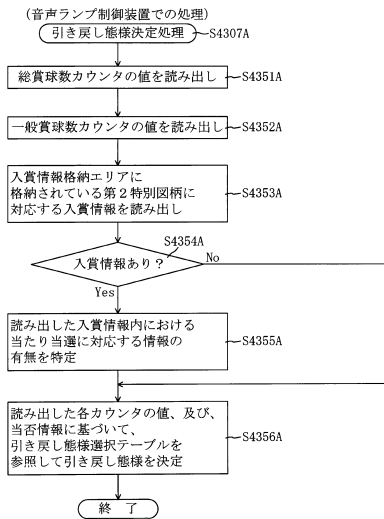 (音声ランプ制御装置での処理)
引き戻し態様決定処理
S4307A
総賞球数カウンタの値を読み出し
S4351A
一般賞球数カウンタの値を読み出し
S4352A
入賞情報格納エリアに
格納されている第2特別図柄に
対応する入賞情報を読み出し
S4353A
S4354A
入賞情報あり?
No
Yes
読み出した入賞情報内における
当たり当選に対応する情報の
有無を特定
S4355A
読み出した各カウンタの値、及び、
当否情報に基づいて、
引き戻し態様選択テーブルを
参照して引き戻し態様を決定
S4356A
終 了